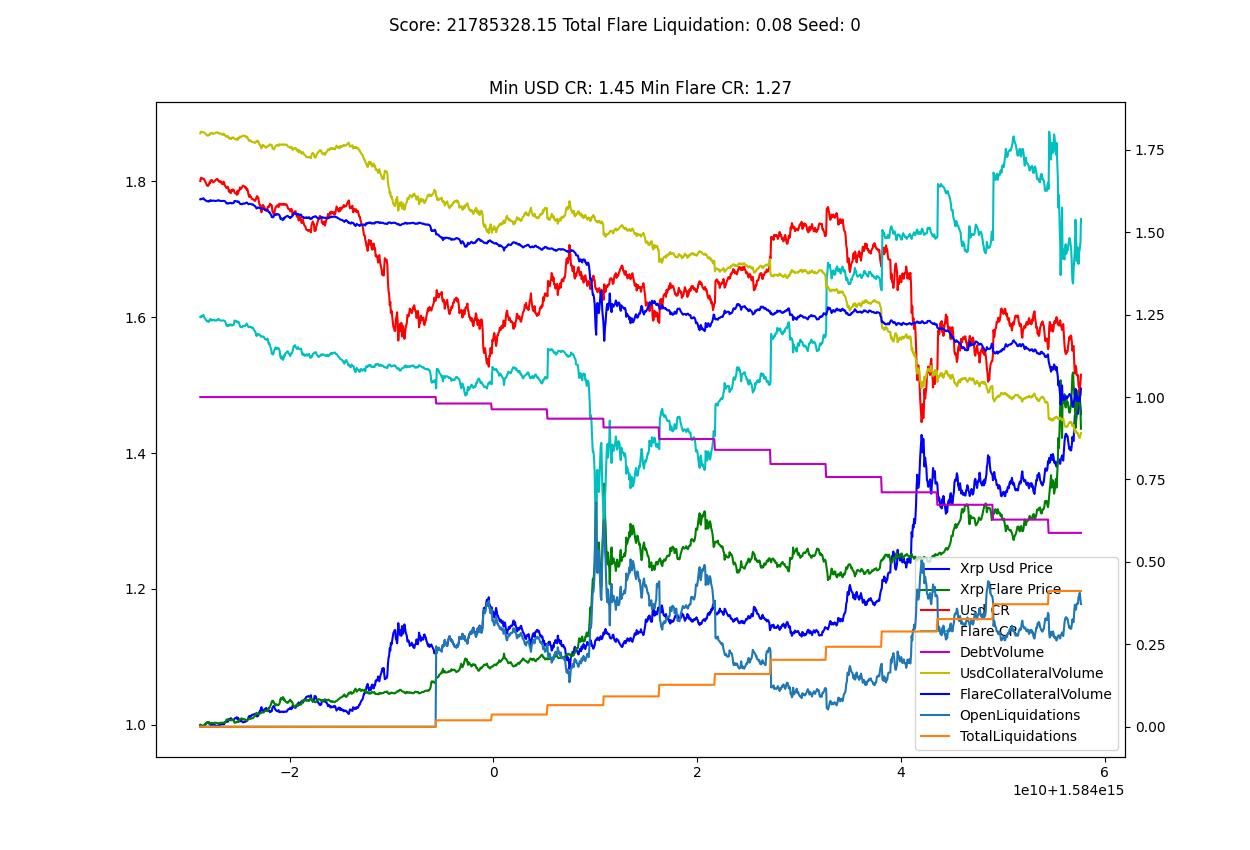 Score: 21785328.15 Total Flare Liquidation: 0.08 Seed: 0
Min USD CR: 1.45 Min Flare CR: 1.27
1.8
1.6
1.4
1.2
1.0
1.75
1.50
1.25
1.00
0.75
0.50
0.25
0.00
Xrp Usd Price
Xrp Flare Price
Usd CR
Flare CR
DebtVolume
UsdCollateralVolume
FlareCollateralVolume
OpenLiquidations
TotalLiquidations
−2 0 2 4 6
1e10+1.584e15